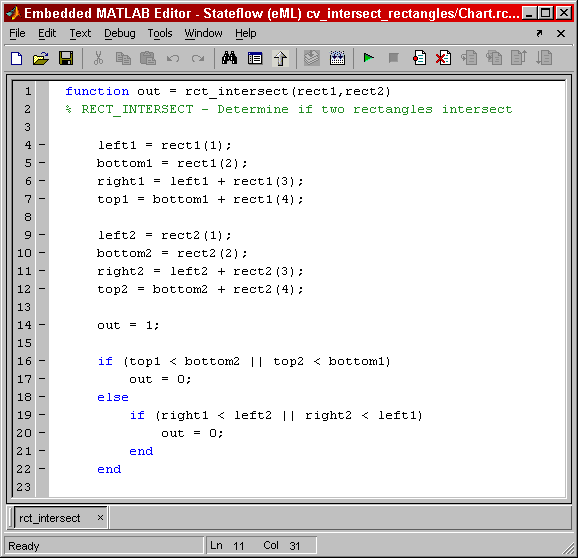 Embedded MATLAB Editor - Stateflow (eML) cv_intersect_rectangles/Chart.rc...
File Edit Text Debug Tools Window Help
1 function out = rct_intersect(rect1,rect2)
2 % RECT_INTERSECT - Determine if two rectangles intersect
3
4 - left1 = rect1(1);
5 - bottom1 = rect1(2);
6 - right1 = left1 + rect1(3);
7 - top1 = bottom1 + rect1(4);
8
9 - left2 = rect2(1);
10 - bottom2 = rect2(2);
11 - right2 = left2 + rect2(3);
12 - top2 = bottom2 + rect2(4);
13
14 - out = 1;
15
16 - if (top1 < bottom2 || top2 < bottom1)
17 - out = 0;
18 - else
19 - if (right1 < left2 || right2 < left1)
20 - out = 0;
21 - end
22 - end
23
rct_intersect ×
Ready Ln 11 Col 31